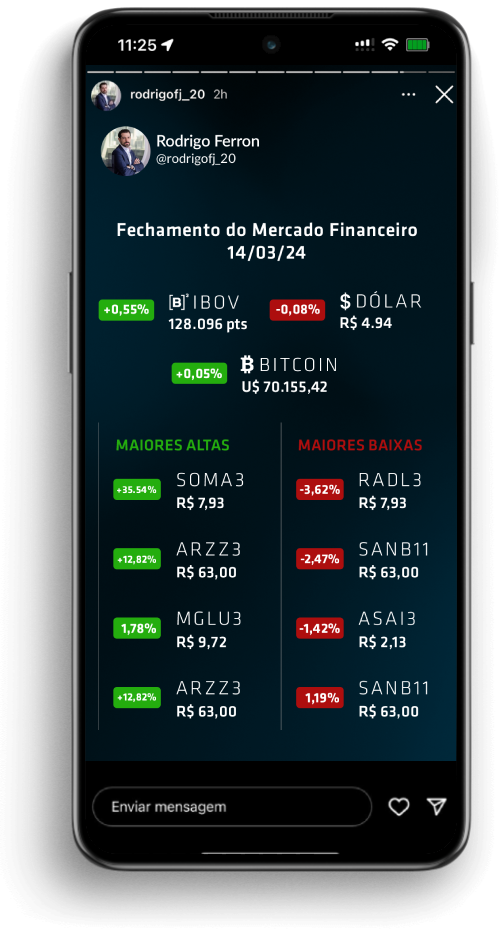 11:25
rodrigofj_20 2h
Rodrigo Ferron
@rodrigofj_20
Fechamento do Mercado Financeiro
14/03/24
+0,55% [B]³ IBOV
128.096 pts
-0,08% $ DÓLAR
R$ 4.94
+0,05% ₿ BITCOIN
U$ 70.155,42
MAIORES ALTAS
+35.54% SOMA3
R$ 7,93
+12,82% ARZZ3
R$ 63,00
1,78% MGLU3
R$ 9,72
+12,82% ARZZ3
R$ 63,00
MAIORES BAIXAS
-3,62% RADL3
R$ 7,93
-2,47% SANB11
R$ 63,00
-1,42% ASAI3
R$ 2,13
1,19% SANB11
R$ 63,00
Enviar mensagem